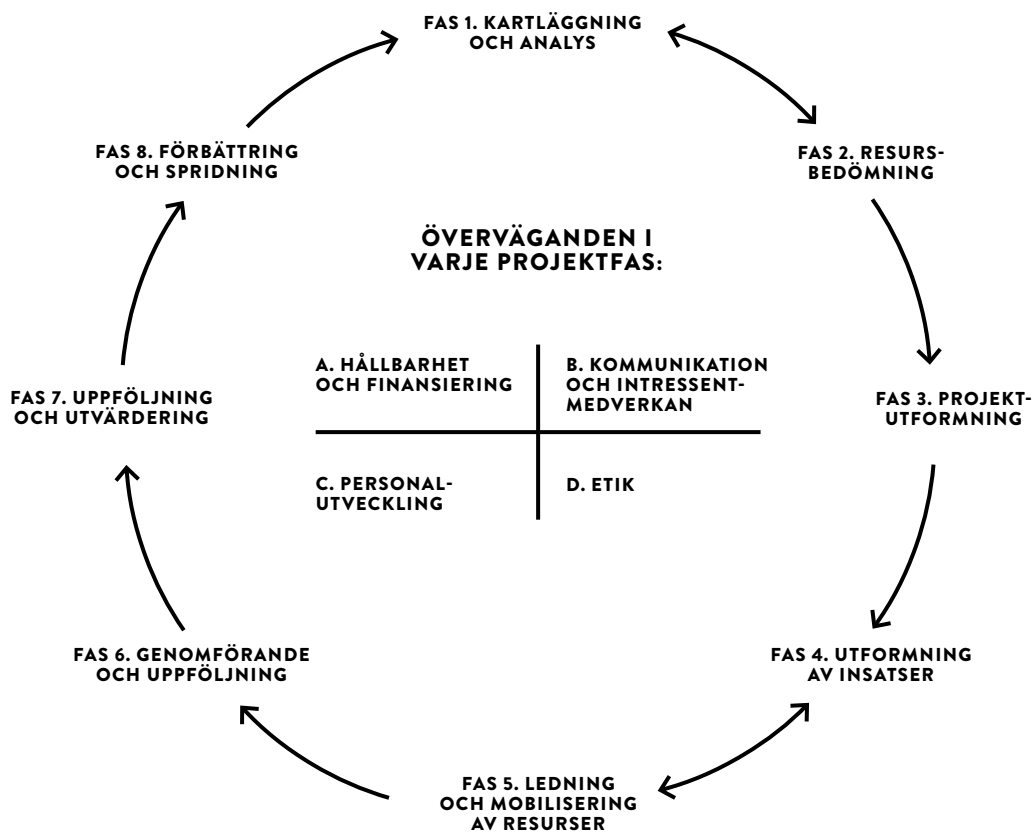 FAS 1. KARTLÄGGNING
OCH ANALYS
FAS 2. RESURS-
BEDÖMNING
FAS 3. PROJEKT-
UTFORMNING
FAS 4. UTFORMNING
AV INSATSER
FAS 5. LEDNING
OCH MOBILISERING
AV RESURSER
FAS 6. GENOMFÖRANDE
OCH UPPFÖLJNING
FAS 7. UPPFÖLJNING
OCH UTVÄRDERING
FAS 8. FÖRBÄTTRING
OCH SPRIDNING
ÖVERVÄGANDEN I
VARJE PROJEKTFAS:
A. HÅLLBARHET
OCH FINANSIERING
B. KOMMUNIKATION
OCH INTRESSENT-
MEDVERKAN
C. PERSONAL-
UTVECKLING
D. ETIK